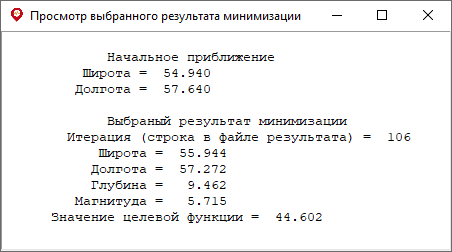 Просмотр выбранного результата минимизации
Начальное приближение
Широта = 54.940
Долгота = 57.640
Выбраный результат минимизации
Итерация (строка в файле результата) = 106
Широта = 55.944
Долгота = 57.272
Глубина = 9.462
Магнитуда = 5.715
Значение целевой функции = 44.602